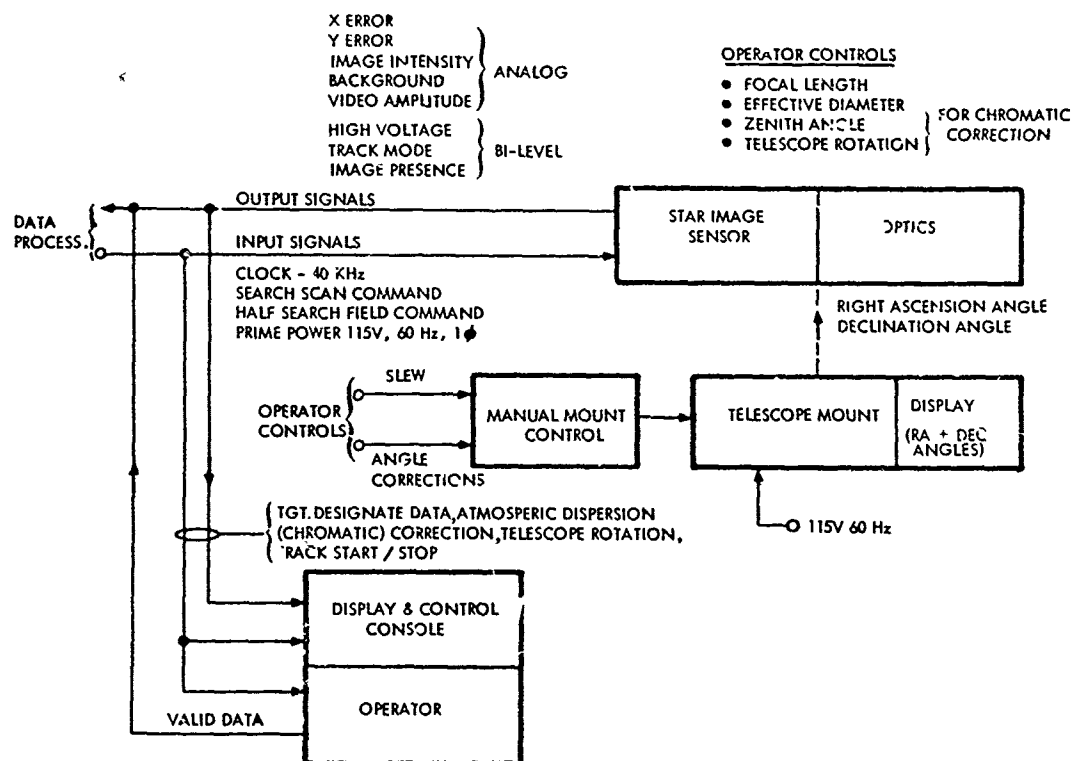 X ERROR
Y ERROR
IMAGE INTENSITY
BACKGROUND
VIDEO AMPLITUDE
ANALOG
HIGH VOLTAGE
TRACK MODE
IMAGE PRESENCE
BI-LEVEL
OPERATOR CONTROLS
• FOCAL LENGTH
• EFFECTIVE DIAMETER
• ZENITH ANGLE
• TELESCOPE ROTATION
FOR CHROMATIC
CORRECTION
DATA
PROCESS.
OUTPUT SIGNALS
INPUT SIGNALS
CLOCK - 40 KHz
SEARCH SCAN COMMAND
HALF SEARCH FIELD COMMAND
PRIME POWER 115V, 60 Hz, 1ϕ
STAR IMAGE
SENSOR
OPTICS
RIGHT ASCENSION ANGLE
DECLINATION ANGLE
OPERATOR
CONTROLS
SLEW
ANGLE
CORRECTIONS
MANUAL MOUNT
CONTROL
TELESCOPE MOUNT
DISPLAY
(RA + DEC
ANGLES)
115V 60 Hz
TGT. DESIGNATE DATA, ATMOSPERIC DISPERSION
(CHROMATIC) CORRECTION, TELESCOPE ROTATION,
TRACK START / STOP
DISPLAY & CONTROL
CONSOLE
OPERATOR
VALID DATA